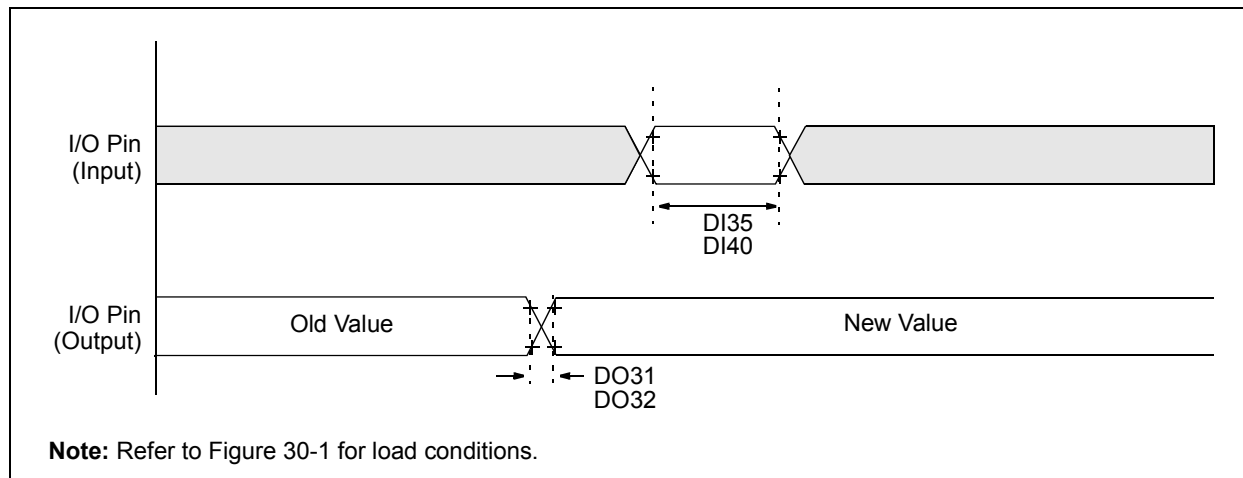 I/O Pin
(Input)
DI35
DI40
I/O Pin
(Output)
Old Value
New Value
DO31
DO32
Note: Refer to Figure 30-1 for load conditions.